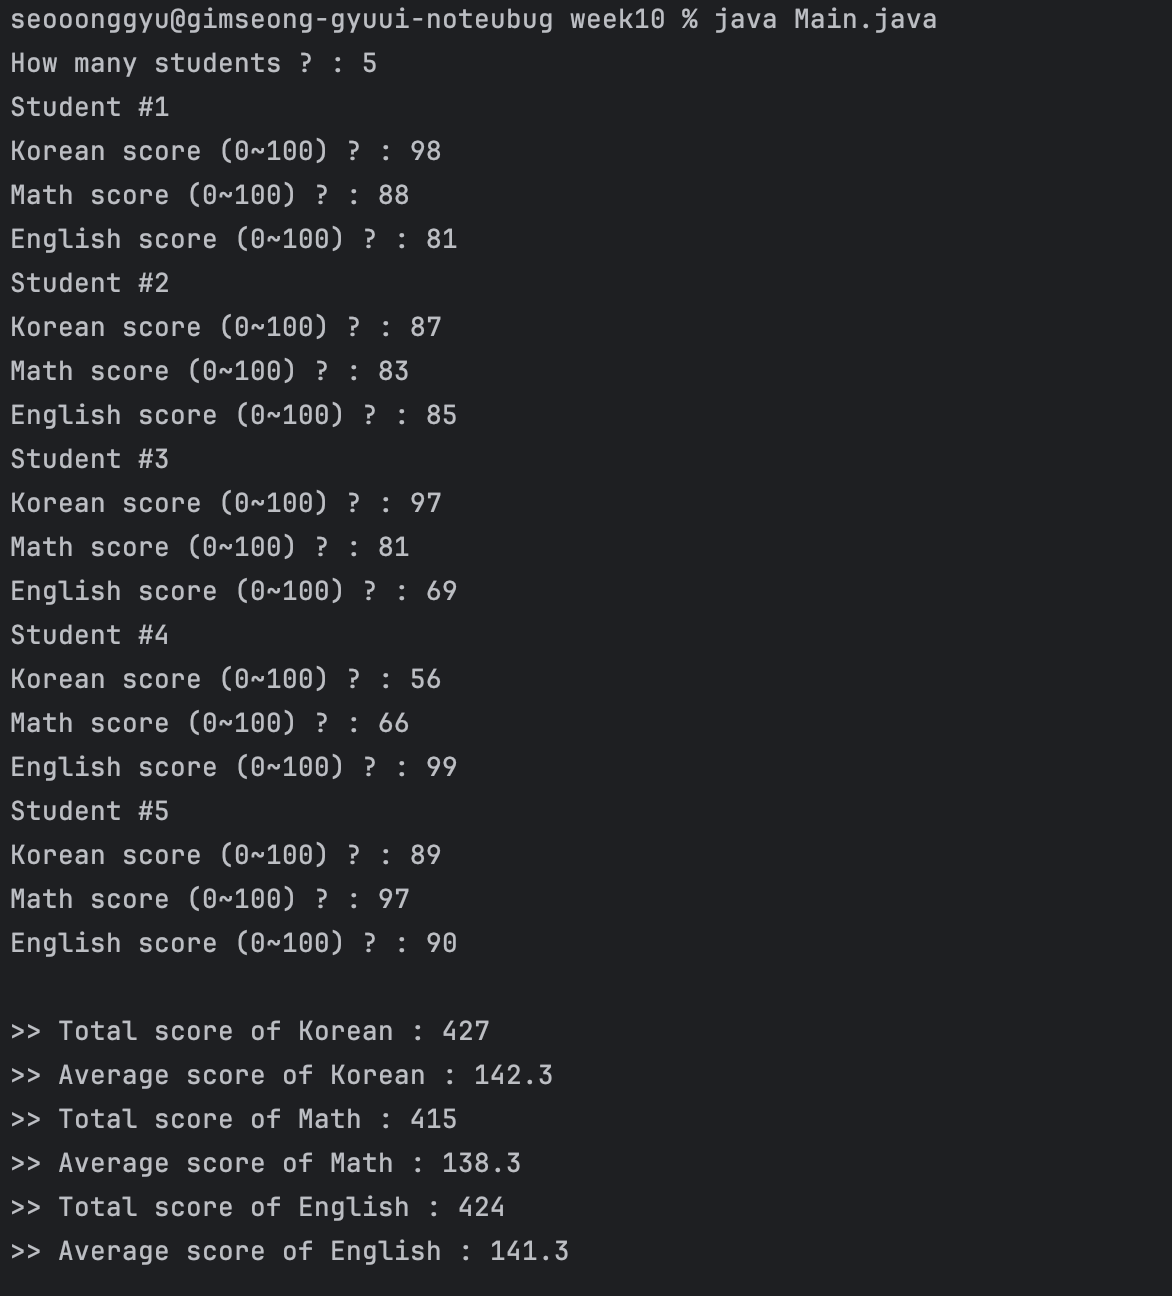 seooonggyu@gimseong-gyuui-noteubug week10 % java Main.java
How many students ? : 5
Student #1
Korean score (0~100) ? : 98
Math score (0~100) ? : 88
English score (0~100) ? : 81
Student #2
Korean score (0~100) ? : 87
Math score (0~100) ? : 83
English score (0~100) ? : 85
Student #3
Korean score (0~100) ? : 97
Math score (0~100) ? : 81
English score (0~100) ? : 69
Student #4
Korean score (0~100) ? : 56
Math score (0~100) ? : 66
English score (0~100) ? : 99
Student #5
Korean score (0~100) ? : 89
Math score (0~100) ? : 97
English score (0~100) ? : 90
>> Total score of Korean : 427
>> Average score of Korean : 142.3
>> Total score of Math : 415
>> Average score of Math : 138.3
>> Total score of English : 424
>> Average score of English : 141.3